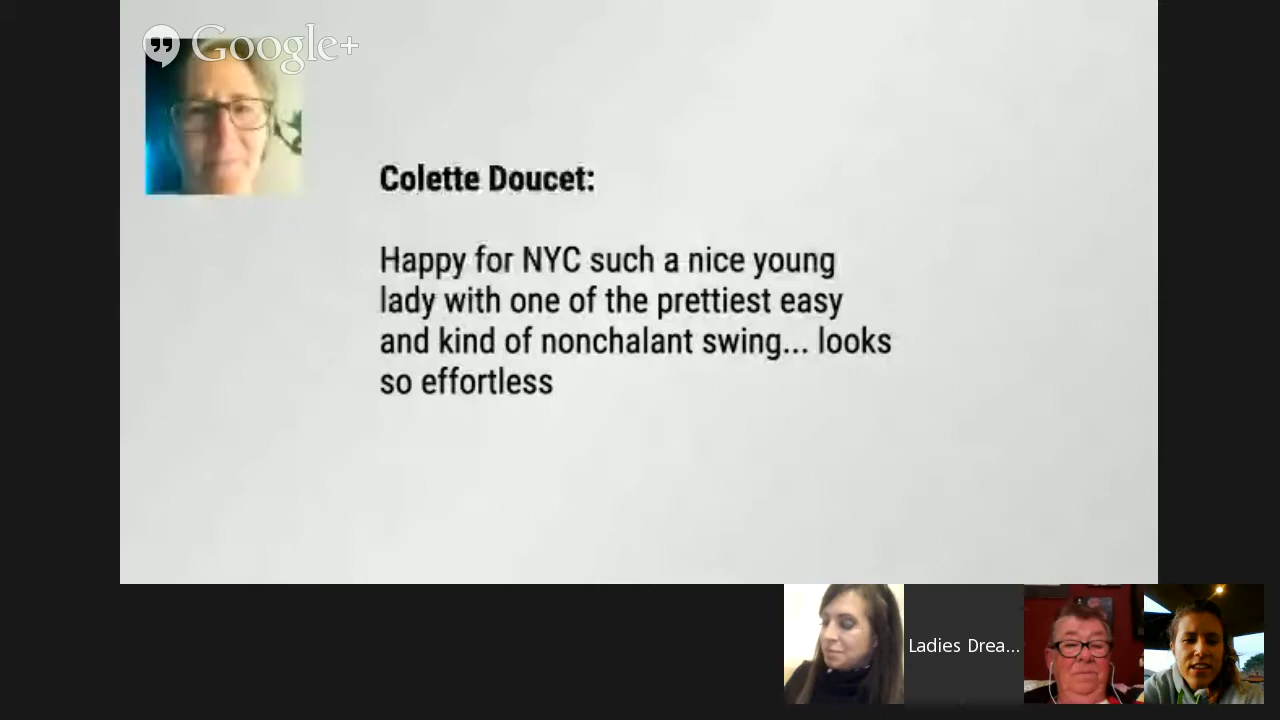 Google+
Colette Doucet:
Happy for NYC such a nice young
lady with one of the prettiest easy
and kind of nonchalant swing... looks
so effortless
Ladies Drea...